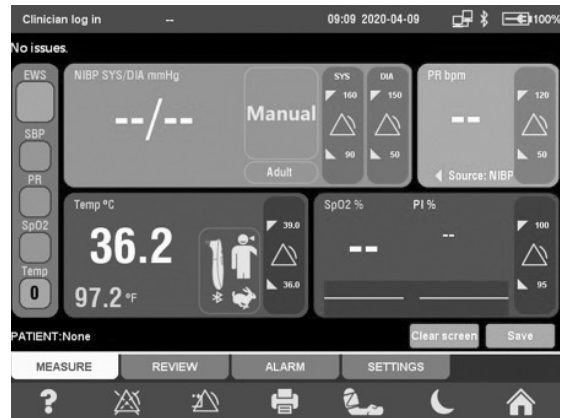 Clinician log in -- 09:09 2020-04-09 100%
No issues.
EWS
SBP
PR
SpO2
Temp
0
NIBP SYS/DIA mmHg
--/--
Manual
Adult
SYS
160
90
DIA
150
50
PR bpm
--
120
50
Source: NIBP
Temp °C
36.2
97.2 °F
39.0
36.0
SpO2 % PI %
-- --
100
95
PATIENT:None
Clear screen Save
MEASURE REVIEW ALARM SETTINGS
?